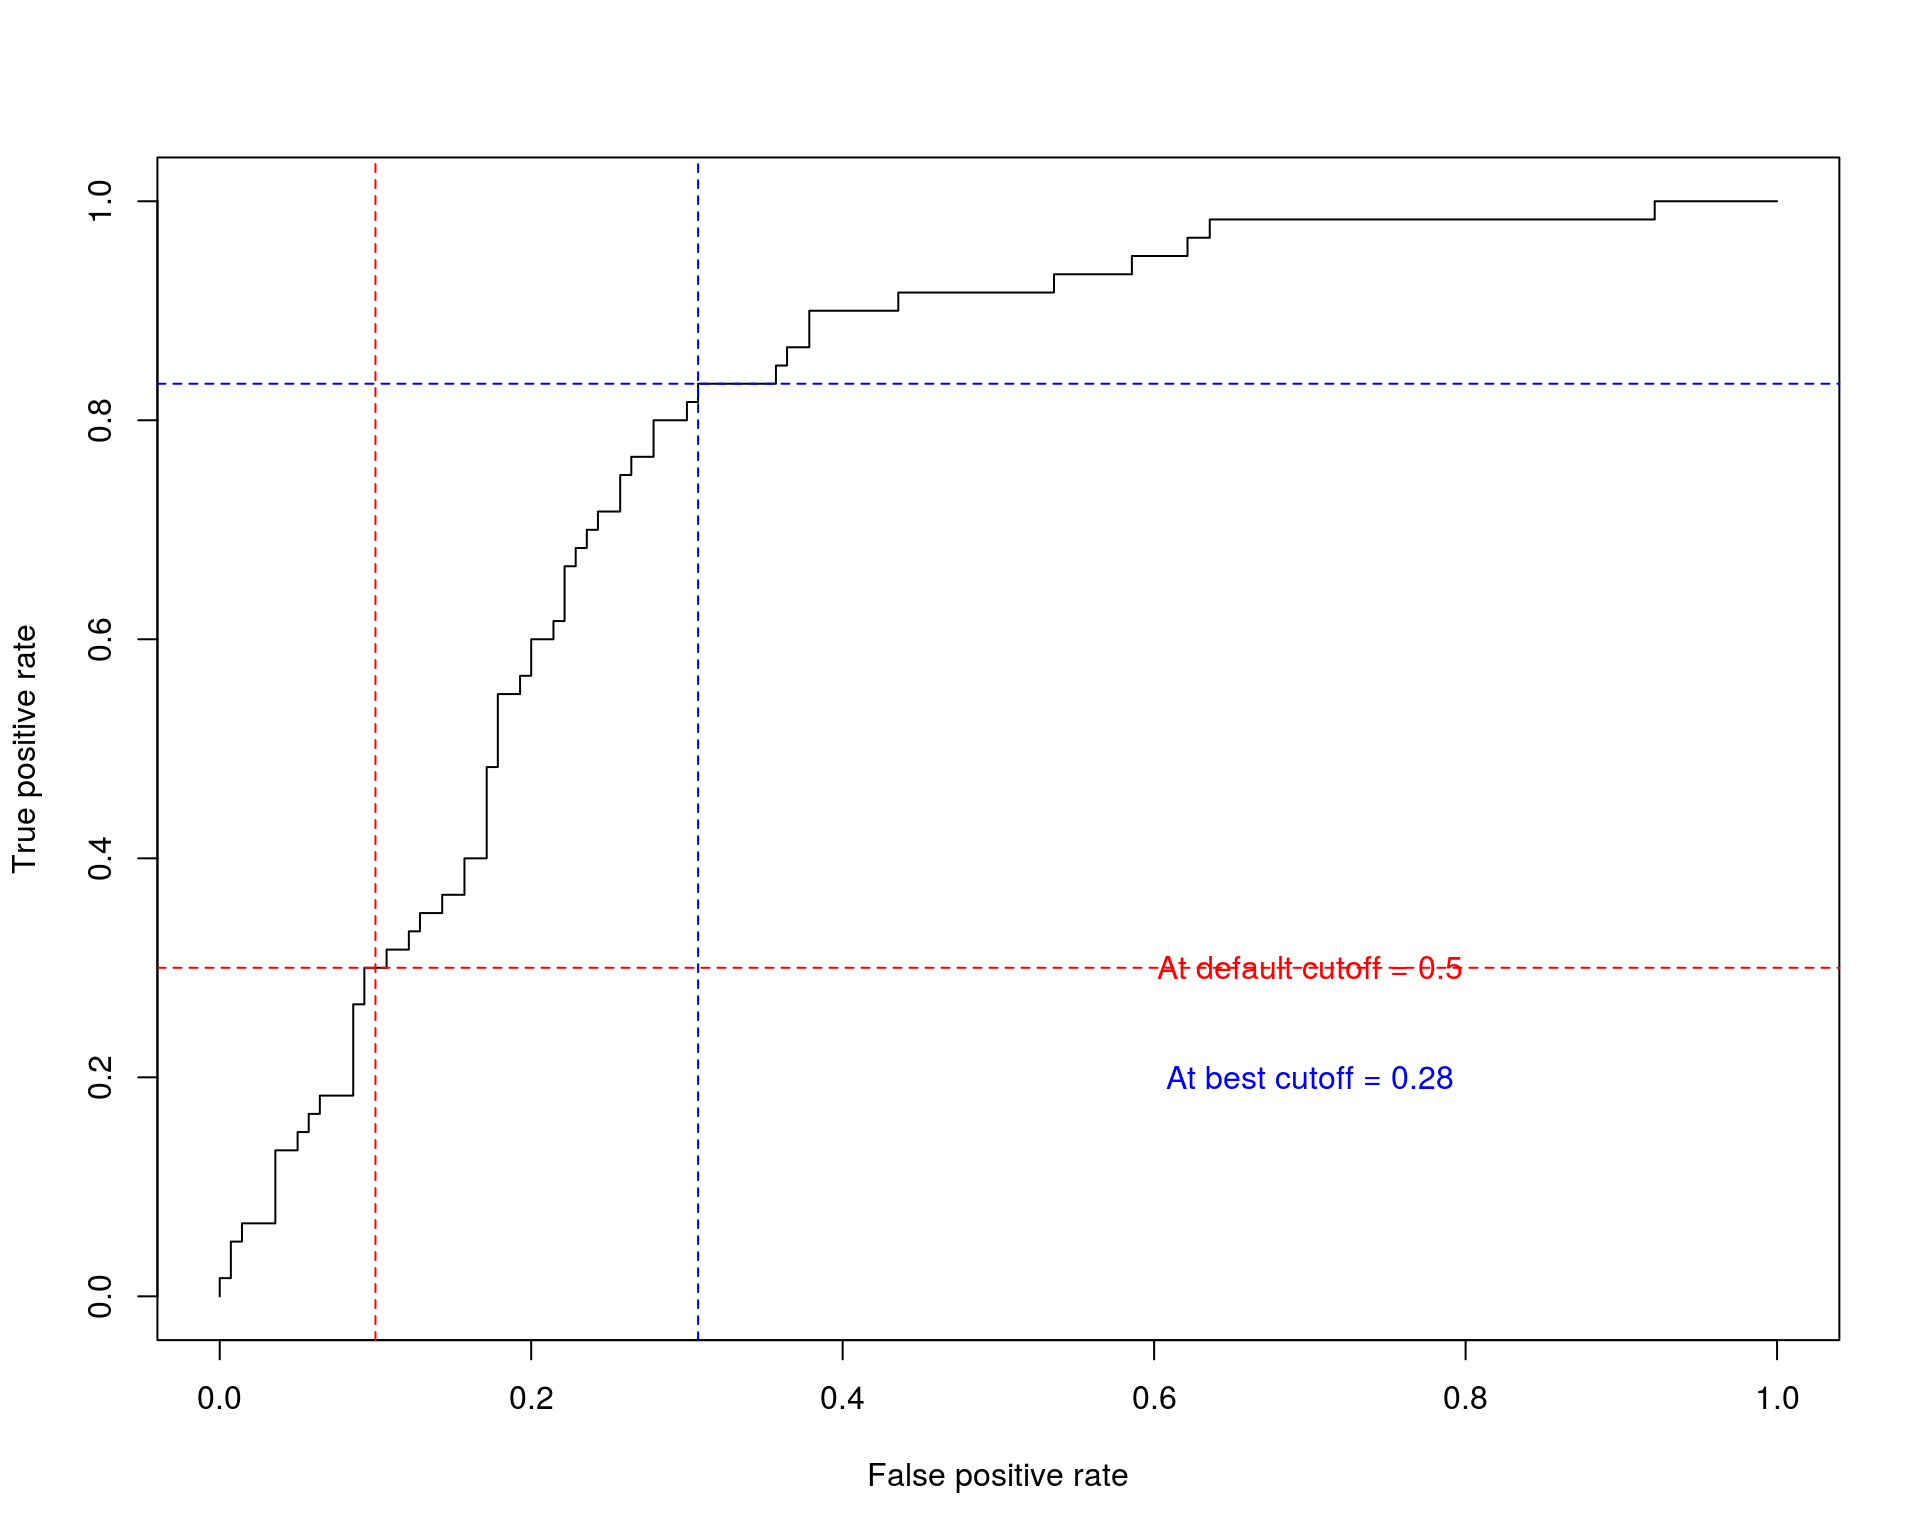 1.0
0.8
0.6
0.4
0.2
0.0
True positive rate
At default cutoff = 0.5
At best cutoff = 0.28
0.0 0.2 0.4 0.6 0.8 1.0
False positive rate